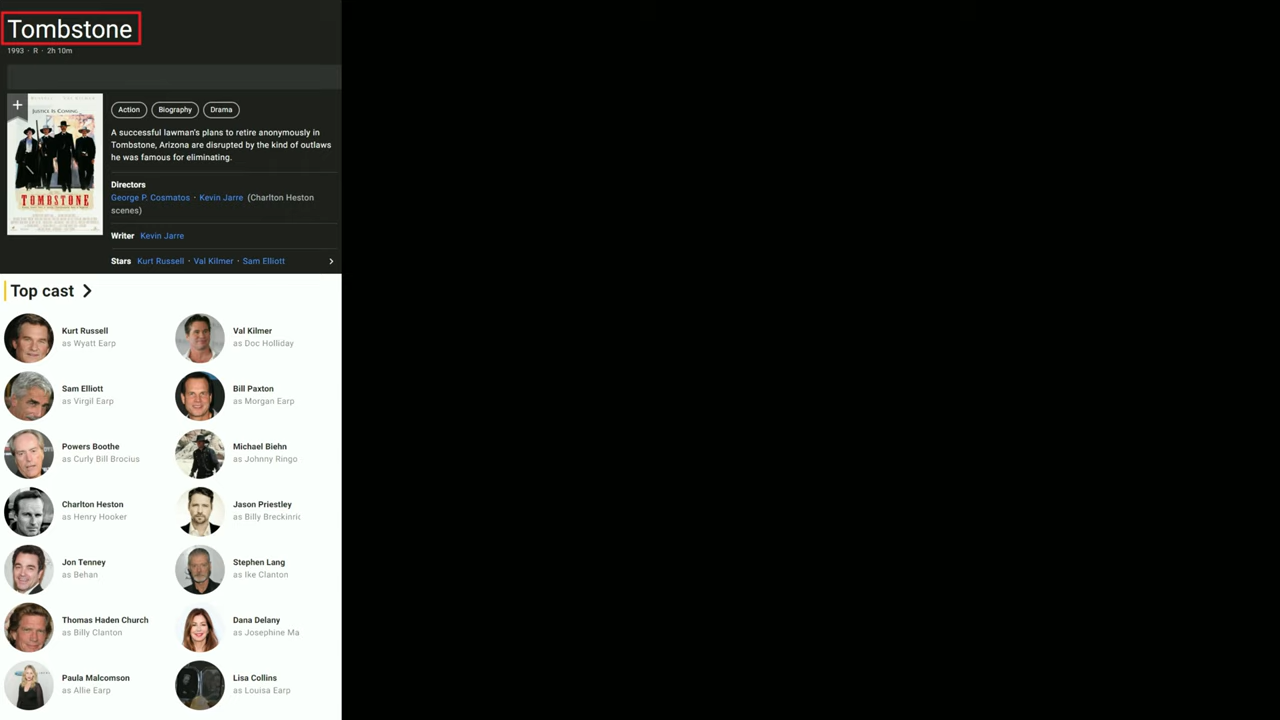 Tombstone
1993 · R · 2h 10m
+
JUSTICE IS COMING
TOMBSTONE
Action
Biography
Drama
A successful lawman's plans to retire anonymously in
Tombstone, Arizona are disrupted by the kind of outlaws
he was famous for eliminating.
Directors
George P. Cosmatos · Kevin Jarre (Charlton Heston
scenes)
Writer Kevin Jarre
Stars Kurt Russell · Val Kilmer · Sam Elliott
Top cast
Kurt Russell
as Wyatt Earp
Val Kilmer
as Doc Holliday
Sam Elliott
as Virgil Earp
Bill Paxton
as Morgan Earp
Powers Boothe
as Curly Bill Brocius
Michael Biehn
as Johnny Ringo
Charlton Heston
as Henry Hooker
Jason Priestley
as Billy Breckinric
Jon Tenney
as Behan
Stephen Lang
as Ike Clanton
Thomas Haden Church
as Billy Clanton
Dana Delany
as Josephine Ma
Paula Malcomson
as Allie Earp
Lisa Collins
as Louisa Earp